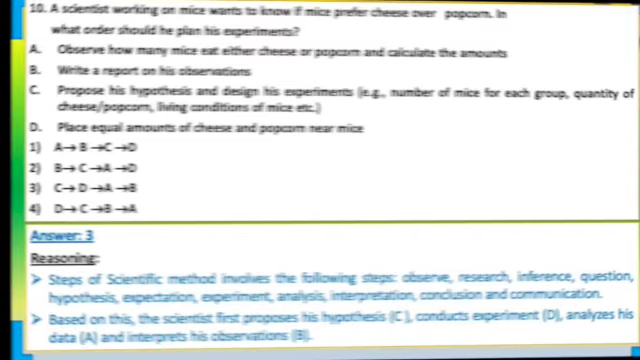 10. A scientist working on mice wants to know if mice prefer cheese over popcorn. In
what order should he plan his experiments?
A. Observe how many mice eat either cheese or popcorn and calculate the amounts
B. Write a report on his observations
C. Propose his hypothesis and design his experiments (e.g., number of mice for each group, quantity of
cheese/popcorn, living conditions of mice etc.)
D. Place equal amounts of cheese and popcorn near mice
1) A→ B →C →D
2) B→ C →A →D
3) C→ D →A →B
4) D→ C →B →A
Answer: 3
Reasoning:
➢ Steps of Scientific method involves the following steps: observe, research, inference, question,
hypothesis, expectation, experiment, analysis, interpretation, conclusion and communication.
➢ Based on this, the scientist first proposes his hypothesis (C ), conducts experiment (D), analyzes his
data (A) and interprets his observations (B).